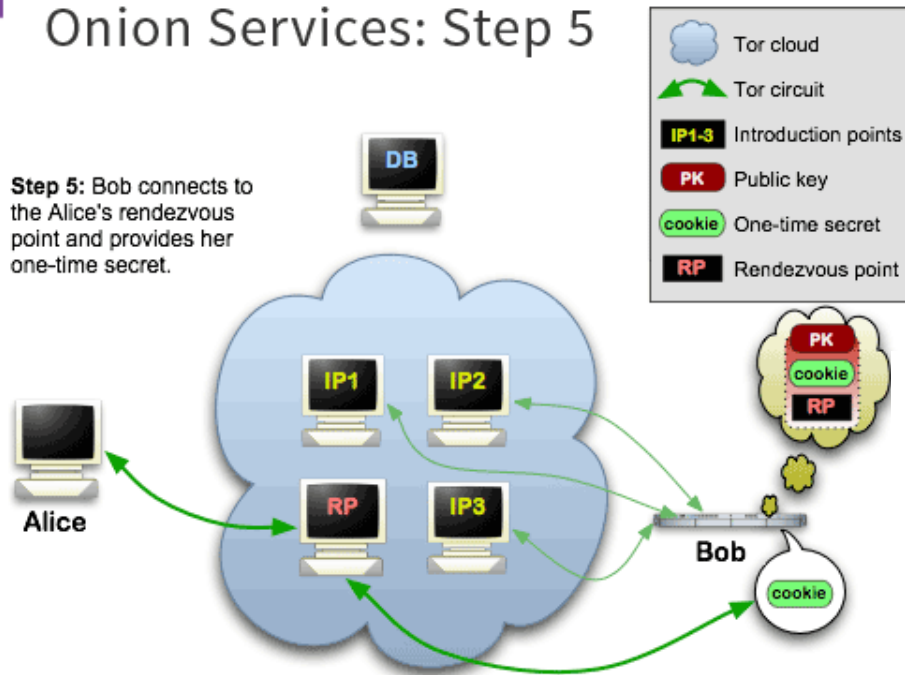 Onion Services: Step 5
Tor cloud
Tor circuit
IP1-3 Introduction points
PK Public key
cookie One-time secret
RP Rendezvous point
DB
Step 5: Bob connects to
the Alice's rendezvous
point and provides her
one-time secret.
PK
cookie
RP
IP1 IP2
RP IP3
Alice
Bob
cookie